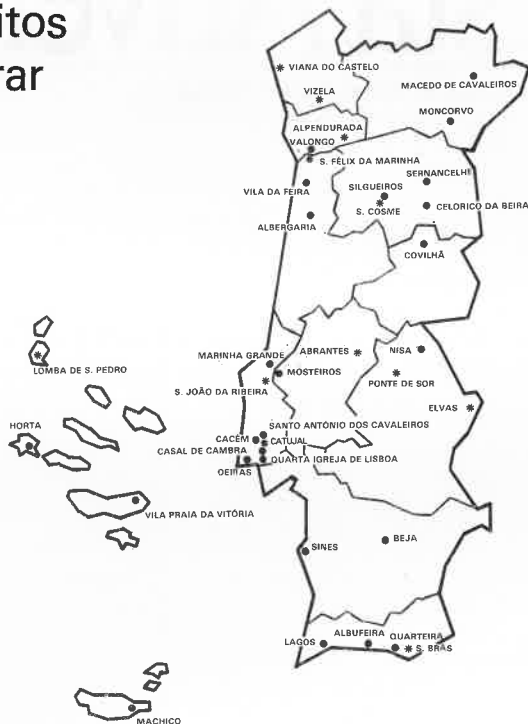 itos
rar
VIANA DO CASTELO
MACEDO DE CAVALEIROS
VIZELA
MONCORVO
ALPENDURADA
VALONGO
S. FÉLIX DA MARINHA
SERNANCELHE
VILA DA FEIRA
SILGUEIROS
S. COSME
CELORICO DA BEIRA
ALBERGARIA
COVILHÃ
ABRANTES
NISA
MARINHA GRANDE
LOMBA DE S. PEDRO
MOSTEIROS
PONTE DE SOR
S. JOÃO DA RIBEIRA
ELVAS
HORTA
SANTO ANTÓNIO DOS CAVALEIROS
CACÉM
CATUJAL
CASAL DE CAMBRA
QUARTA IGREJA DE LISBOA
OEIRAS
VILA PRAIA DA VITÓRIA
SINES
BEJA
LAGOS
ALBUFEIRA
QUARTEIRA
S. BRÁS
MACHICO